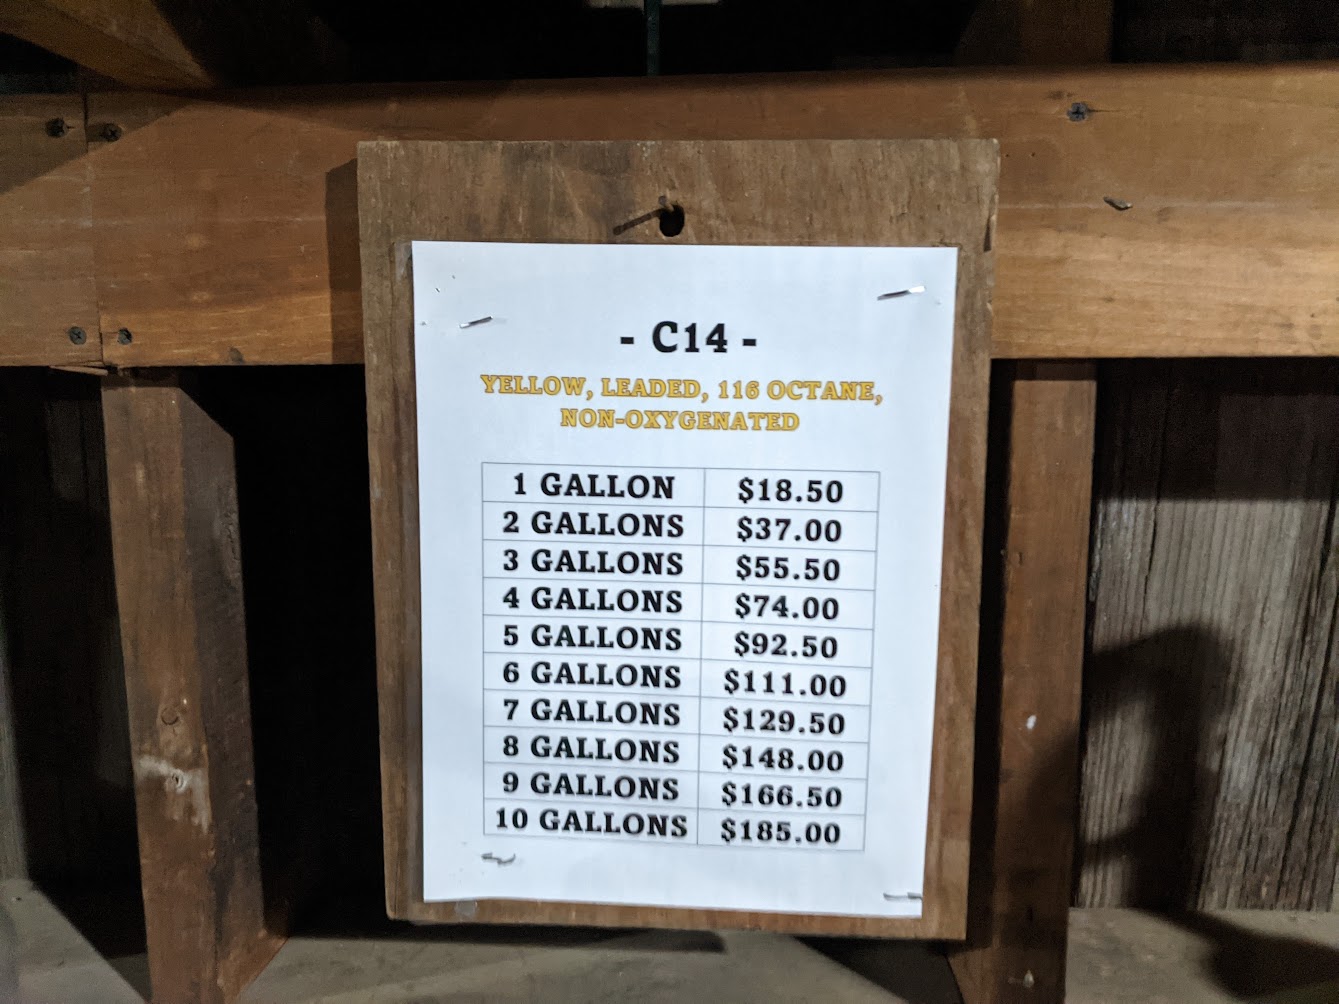 - C14 -
YELLOW, LEADED, 116 OCTANE,
NON-OXYGENATED
1 GALLON $18.50
2 GALLONS $37.00
3 GALLONS $55.50
4 GALLONS $74.00
5 GALLONS $92.50
6 GALLONS $111.00
7 GALLONS $129.50
8 GALLONS $148.00
9 GALLONS $166.50
10 GALLONS $185.00